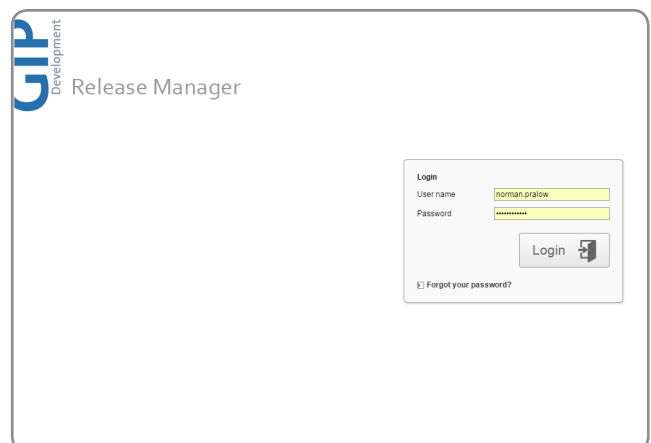 GIP
Development
Release Manager
Login
User name
norman.pralow
Password
Login
Forgot your password?